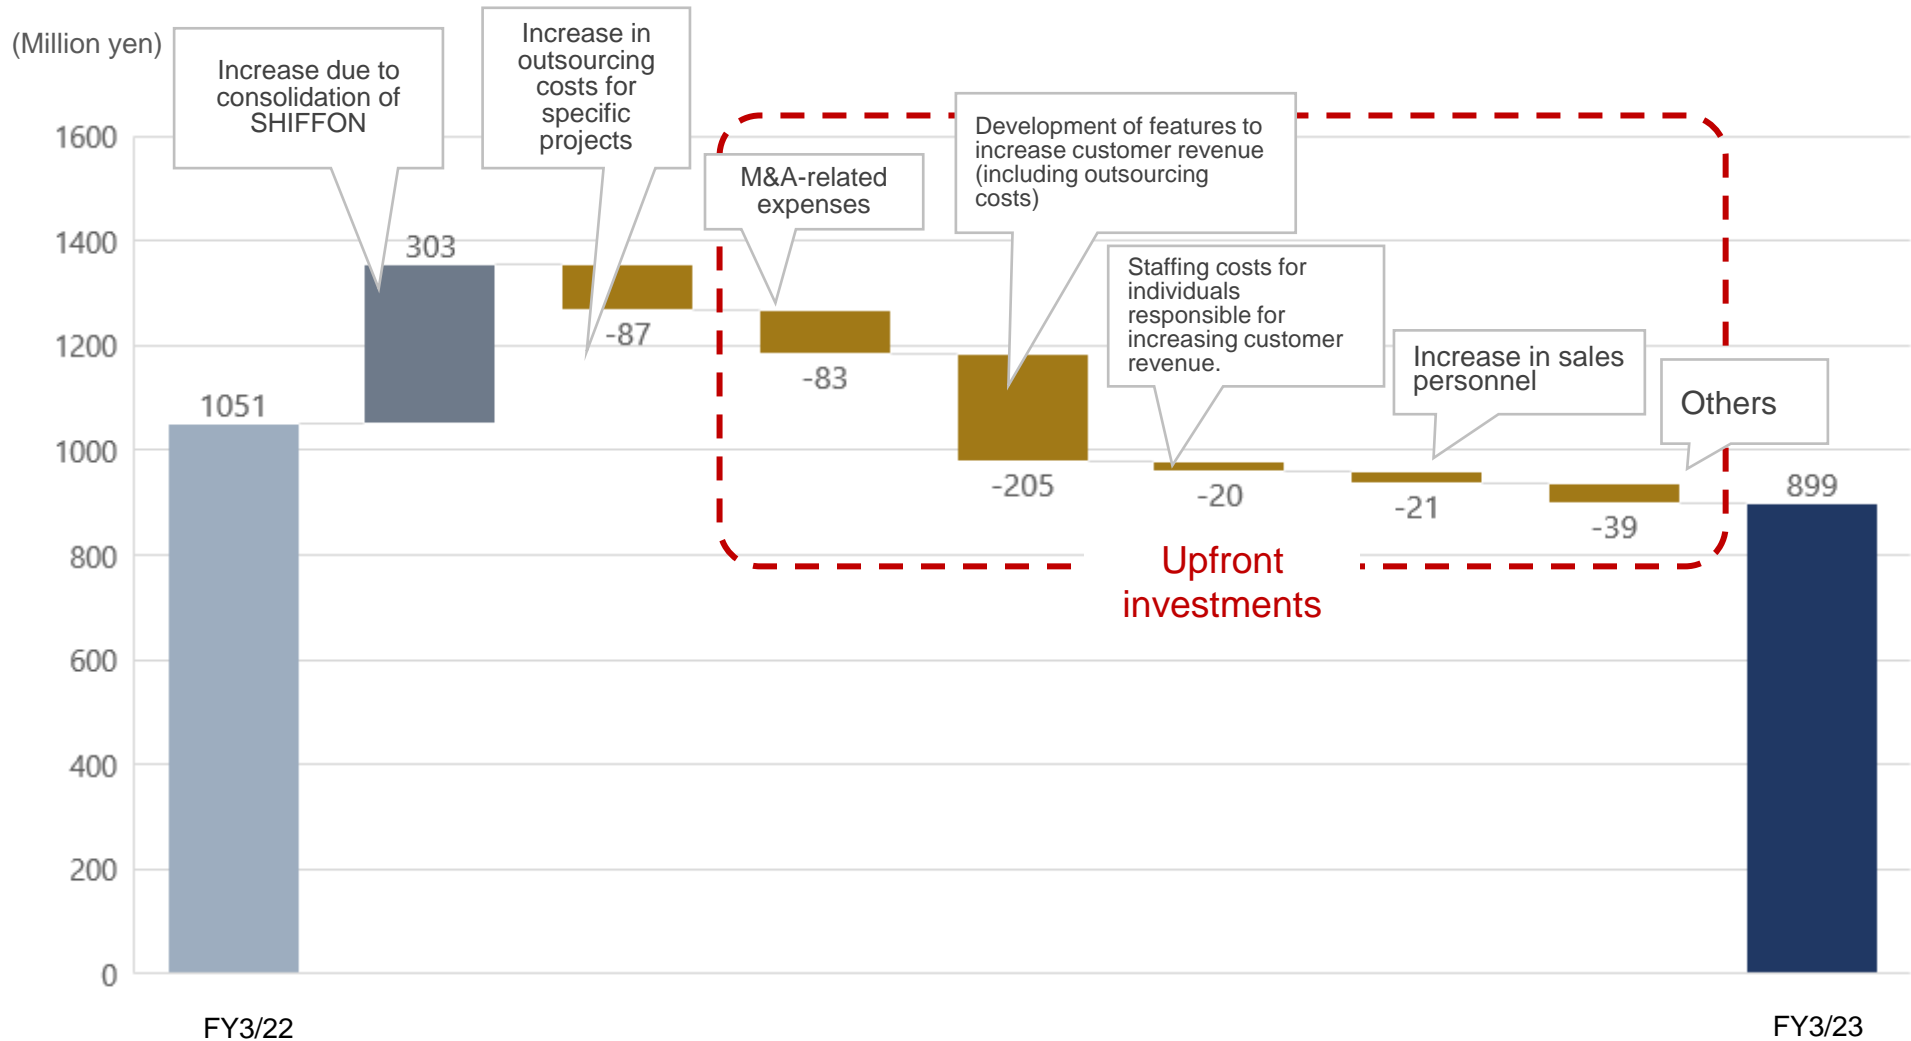 (Million yen)
Increase due to
consolidation of
SHIFFON
Increase in
outsourcing
costs for
specific
projects
M&A-related
expenses
Development of features to
increase customer revenue
(including outsourcing
costs)
Staffing costs for
individuals
responsible for
increasing customer
revenue.
Increase in sales
personnel
Others
1600
1400
1200
1000
800
600
400
200
0
1051
303
-87
-83
-205
-20
-21
-39
899
Upfront
investments
FY3/22
FY3/23